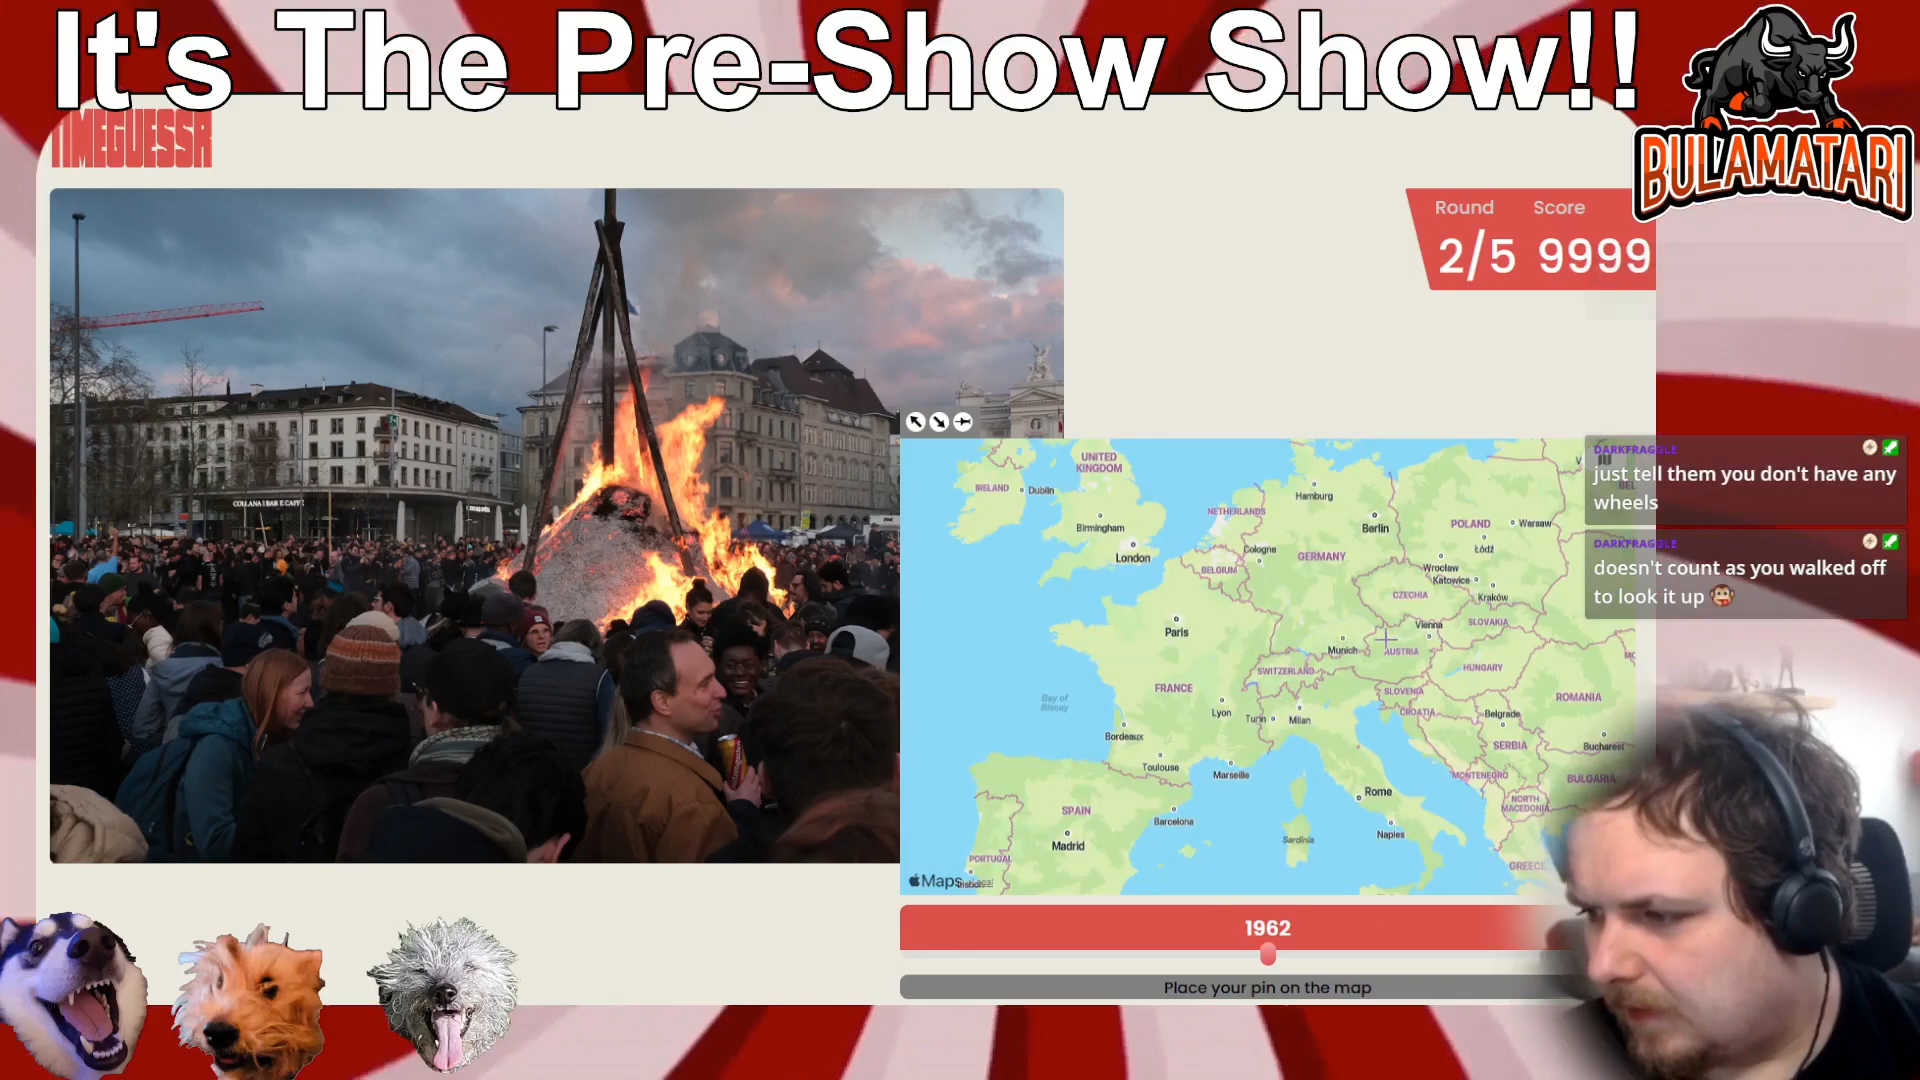 It's The Pre-Show Show!!
BULAMATARI
TIMEGUESSR
Round Score
2/5 9999
COLLANA | BAR E CAFFÈ
DARKFRAGGLE
just tell them you don't have any
wheels
DARKFRAGGLE
doesn't count as you walked off
to look it up
UNITED
KINGDOM
IRELAND
Dublin
Birmingham
London
NETHERLANDS
Hamburg
Berlin
POLAND
Warsaw
Łódź
Cologne
GERMANY
BELGIUM
Wrocław
Katowice
CZECHIA
Kraków
Paris
Vienna
SLOVAKIA
Munich
AUSTRIA
SWITZERLAND
HUNGARY
FRANCE
SLOVENIA
ROMANIA
Lyon
Turin
Milan
CROATIA
Belgrade
Bay of
Biscay
Bordeaux
SERBIA
Bucharest
Toulouse
Marseille
MONTENEGRO
BULGARIA
Rome
NORTH
MACEDONIA
SPAIN
Barcelona
Naples
Madrid
Sardinia
PORTUGAL
GREECE
Maps
Legal
1962
Place your pin on the map